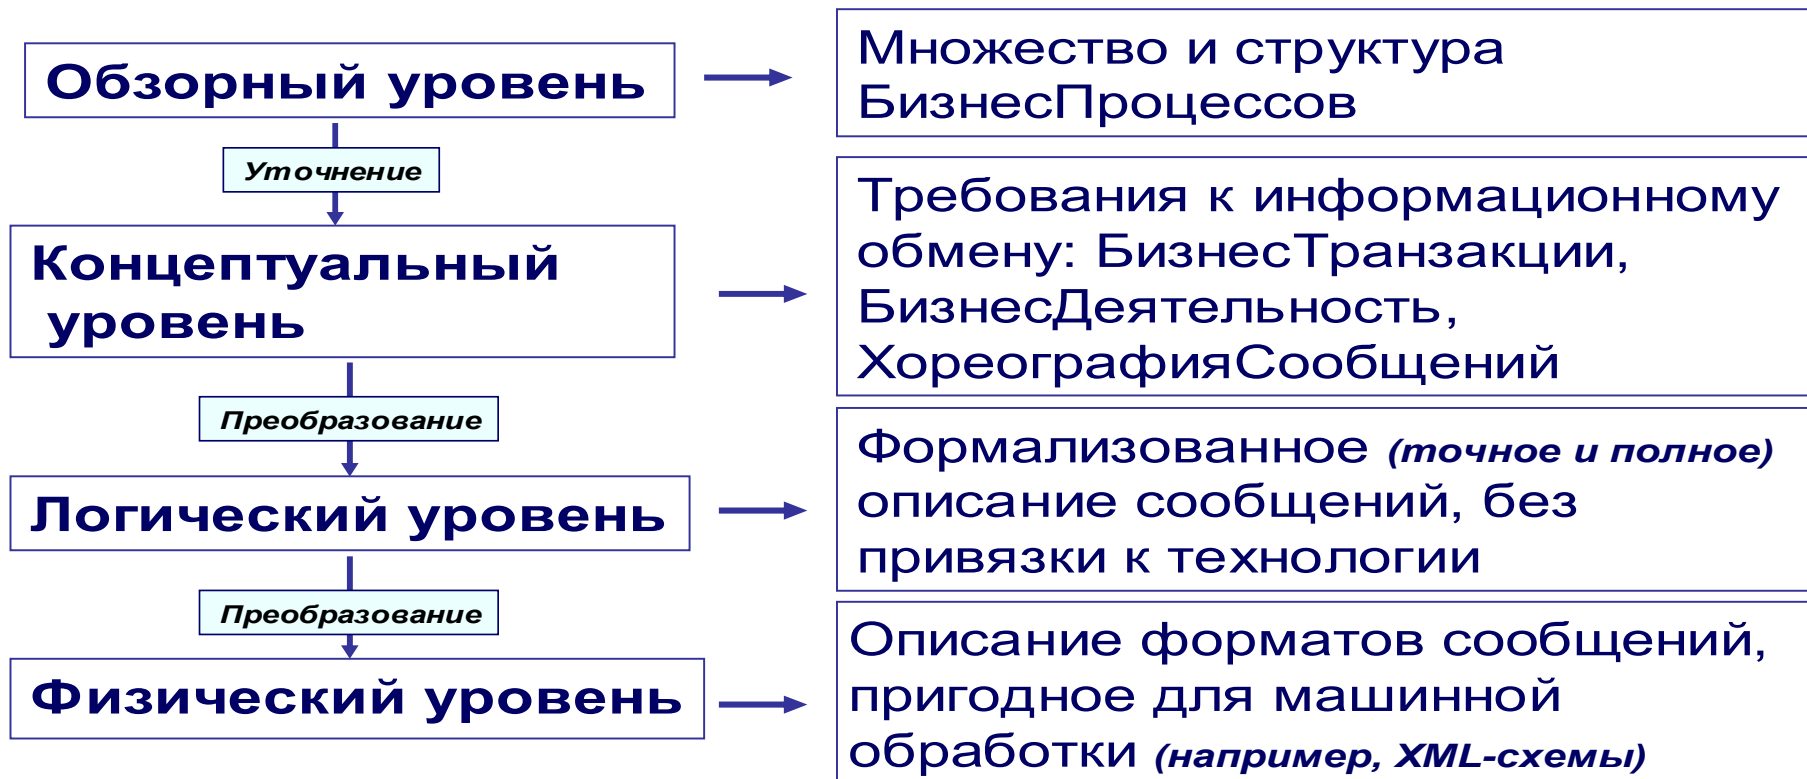 Обзорный уровень
Множество и структура
БизнесПроцессов
Уточнение
Концептуальный
уровень
Требования к информационному
обмену: БизнесТранзакции,
БизнесДеятельность,
ХореографияСообщений
Преобразование
Логический уровень
Формализованное (точное и полное)
описание сообщений, без
привязки к технологии
Преобразование
Физический уровень
Описание форматов сообщений,
пригодное для машинной
обработки (например, XML-схемы)